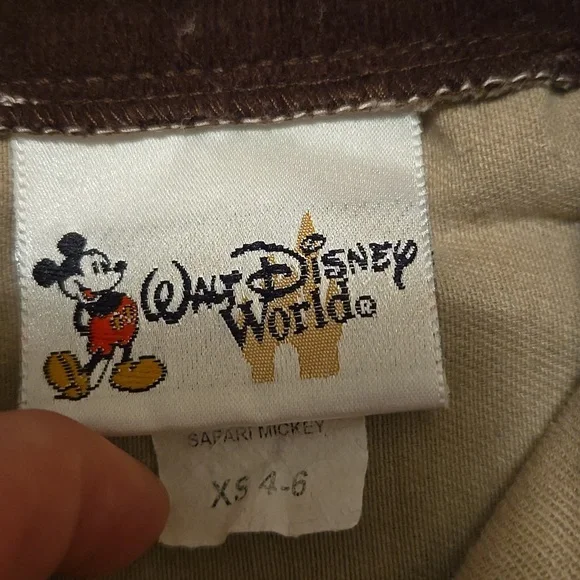 WALT DISNEY
World®
SAFARI MICKEY
XS 4-6